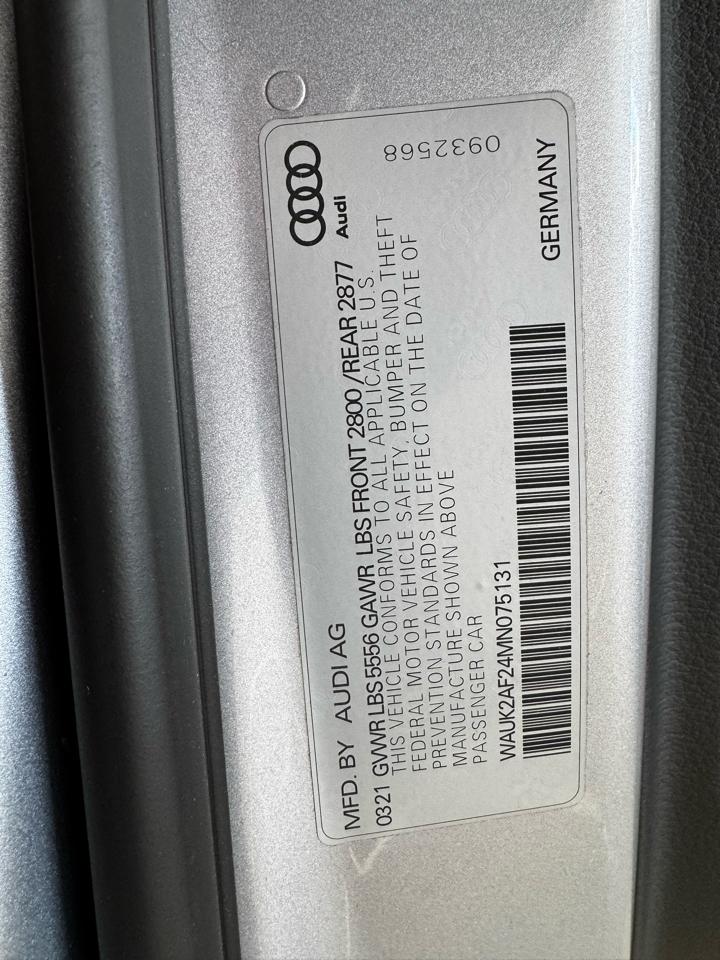 MFD. BY AUDI AG
Audi
0321 GVWR LBS 5556 GAWR LBS FRONT 2800 /REAR 2877
THIS VEHICLE CONFORMS TO ALL APPLICABLE U.S.
FEDERAL MOTOR VEHICLE SAFETY, BUMPER AND THEFT
PREVENTION STANDARDS IN EFFECT ON THE DATE OF
MANUFACTURE SHOWN ABOVE
PASSENGER CAR
0932568
WAUK2AF24MN075131
GERMANY